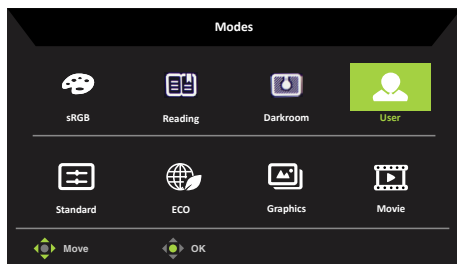 Modes
sRGB Reading Darkroom User
Standard ECO Graphics Movie
Move OK